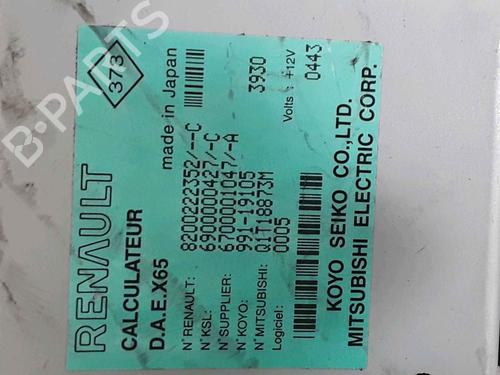 RENAULT
373
CALCULATEUR
D.A.E.X65
made in Japan
N°RENAULT: 8200222352/--C
N°KSL: 6900000427/-C
N°SUPPLIER: 6700001047/-A
N°KOYO: 991-19105
N°MITSUBISHI: Q1T18873M
Logiciel: 0005
3930
Volts : +12V
0443
KOYO SEIKO CO.,LTD.
MITSUBISHI ELECTRIC CORP.
B-PARTS